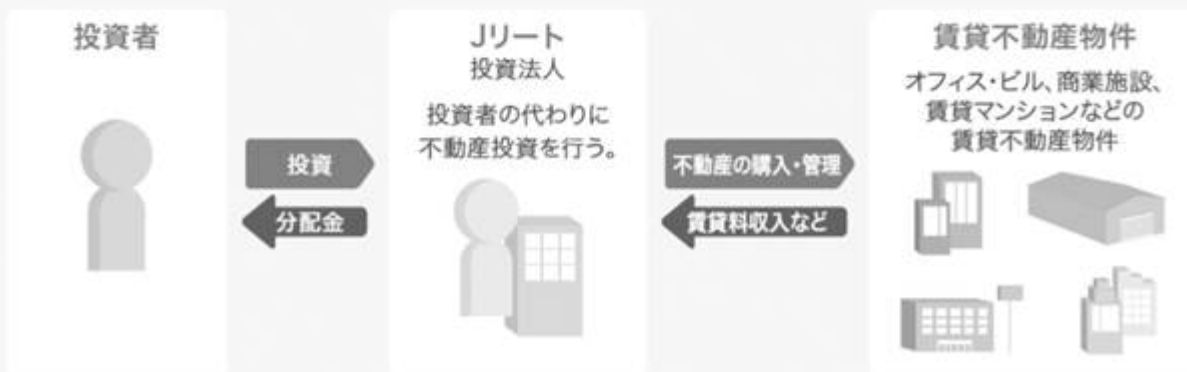 投資者
投資
分配金
Jリート
投資法人
投資者の代わりに
不動産投資を行う。
不動産の購入・管理
賃貸料収入など
賃貸不動産物件
オフィス・ビル、商業施設、
賃貸マンションなどの
賃貸不動産物件